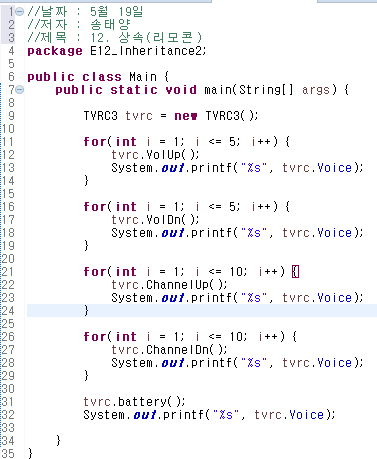 1 //날짜 : 5월 19일
2 //저자 : 송태양
3 //제목 : 12. 상속(리모콘)
4 package E12_Inheritance2;
5
6 public class Main {
7 public static void main(String[] args) {
8
9 TVRC3 tvrc = new TVRC3();
10
11 for(int i = 1; i <= 5; i++) {
12 tvrc.VolUp();
13 System.out.printf("%s", tvrc.Voice);
14 }
15
16 for(int i = 1; i <= 5; i++) {
17 tvrc.VolDn();
18 System.out.printf("%s", tvrc.Voice);
19 }
20
21 for(int i = 1; i <= 10; i++) {
22 tvrc.ChannelUp();
23 System.out.printf("%s", tvrc.Voice);
24 }
25
26 for(int i = 1; i <= 10; i++) {
27 tvrc.ChannelDn();
28 System.out.printf("%s", tvrc.Voice);
29 }
30
31 tvrc.battery();
32 System.out.printf("%s", tvrc.Voice);
33
34 }
35 }